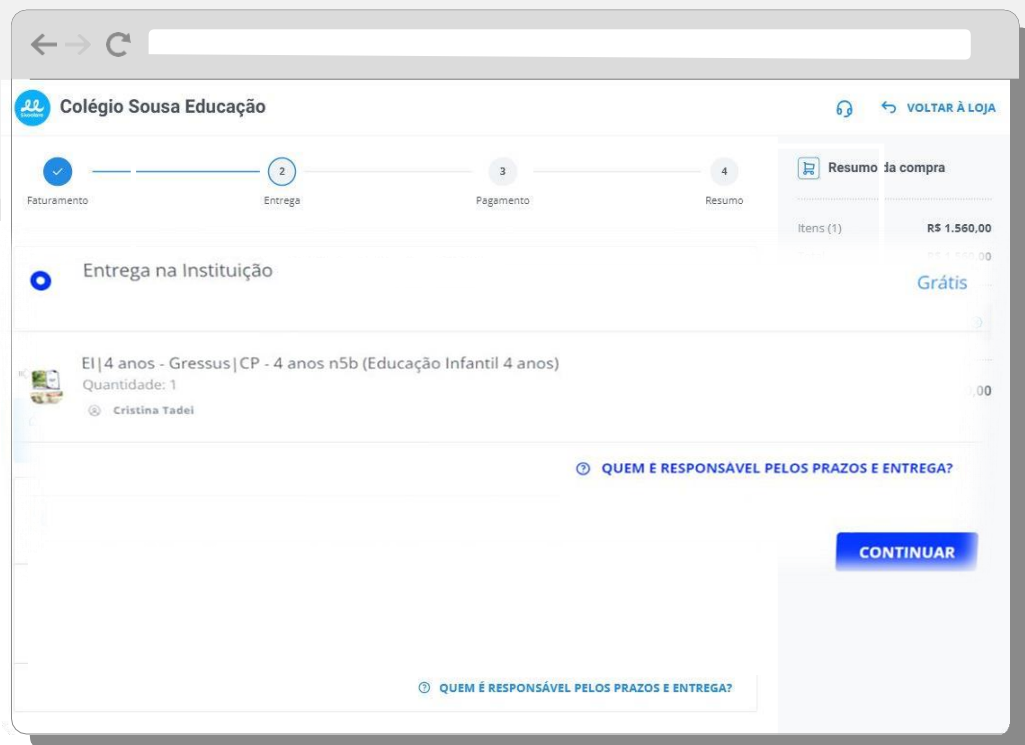 Colégio Sousa Educação
VOLTAR À LOJA
2
3
4
Faturamento
Entrega
Pagamento
Resumo
Resumo da compra
Itens (1)
R$ 1.560,00
Entrega na Instituição
Grátis
EI|4 anos - Gressus|CP - 4 anos n5b (Educação Infantil 4 anos)
Quantidade: 1
,00
Cristina Tadei
QUEM É RESPONSÁVEL PELOS PRAZOS E ENTREGA?
CONTINUAR
QUEM É RESPONSÁVEL PELOS PRAZOS E ENTREGA?